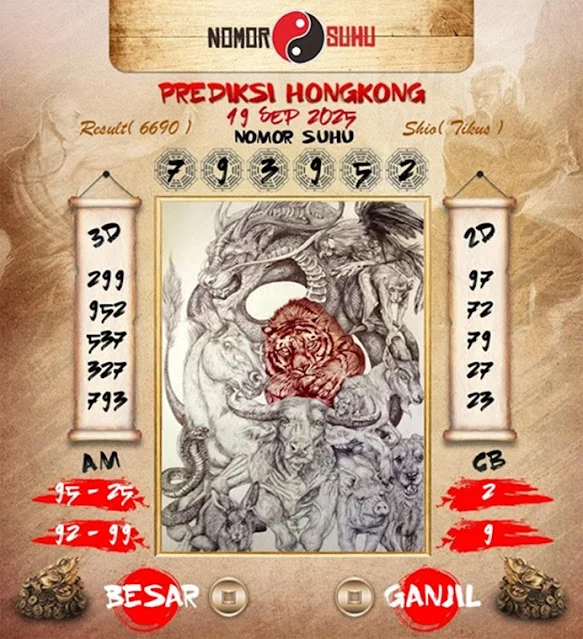 NOMOR SUHU
PREDIKSI HONGKONG
19 SEP 2025
Result( 6690 )
NOMOR SUHU
Shio( Tikus )
7 9 3 9 5 2
3D
299
952
537
327
793
2D
97
72
79
27
23
AM
95 - 25
92 - 99
CB
2
9
BESAR
GANJIL